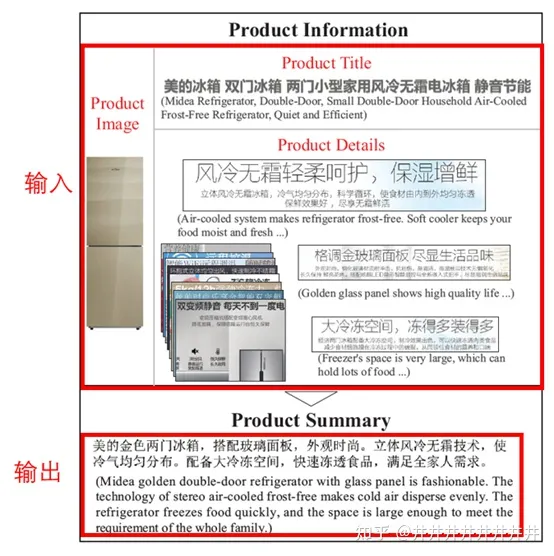 Product Information
Product Title
美的冰箱 双门冰箱 两门小型家用风冷无霜电冰箱 静音节能
(Midea Refrigerator, Double-Door, Small Double-Door Household Air-Cooled
Frost-Free Refrigerator, Quiet and Efficient)
Product
Image
输入
Product Details
风冷无霜轻柔呵护，保湿增鲜
立体风冷无霜冰箱，冷气均匀分布，科学循环，使食材由内到外均匀冻透
保鲜效果好，尽享无霜鲜活
(Air-cooled system makes refrigerator frost-free. Soft cooler keeps your
food moist and fresh ...)
格调金玻璃面板 尽显生活品味
(Golden glass panel shows high quality life ...)
大冷冻空间，冻得多装得多
(Freezer's space is very large, which can
hold lots of food ...)
双变频静音 每天不到一度电
Product Summary
输出
美的金色两门冰箱，搭配玻璃面板，外观时尚。立体风冷无霜技术，使
冷气均匀分布。配备大冷冻空间，快速冻透食品，满足全家人需求。
(Midea golden double-door refrigerator with glass panel is fashionable. The
technology of stereo air-cooled frost-free makes cold air disperse evenly. The
refrigerator freezes food quickly, and the space is large enough to meet the
requirement of the whole family.)
知乎 @井井井井井井井井井